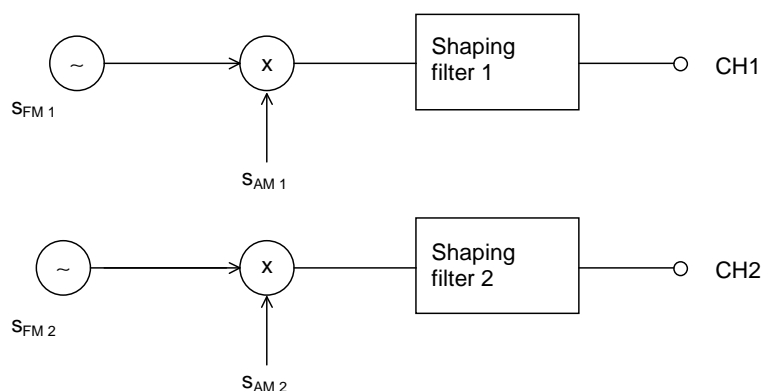 ~
x
Shaping
filter 1
CH1
sFM 1
sAM 1
~
x
Shaping
filter 2
CH2
sFM 2
sAM 2